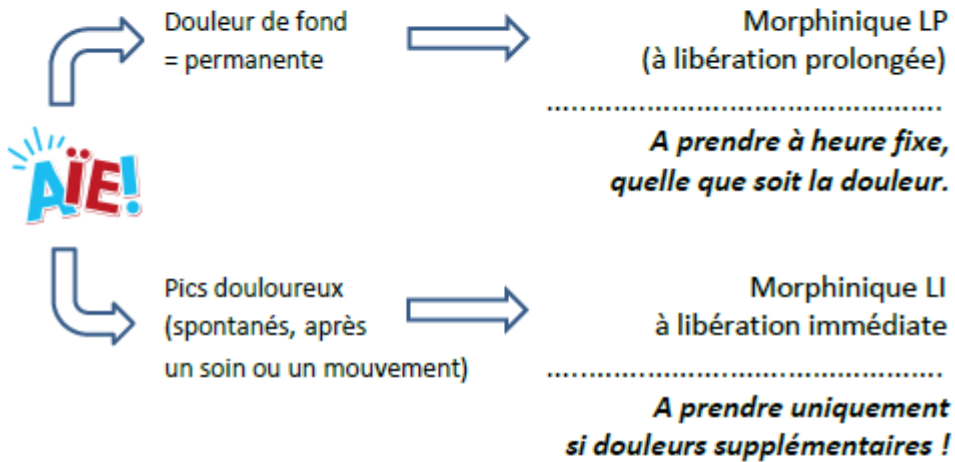 Douleur de fond
= permanente
Morphinique LP
(à libération prolongée)
…..…….……….…….……………….
A prendre à heure fixe,
quelle que soit la douleur.
AÏE!
Pics douloureux
(spontanés, après
un soin ou un mouvement)
Morphinique LI
à libération immédiate
…..…….……….…….……………….
A prendre uniquement
si douleurs supplémentaires !